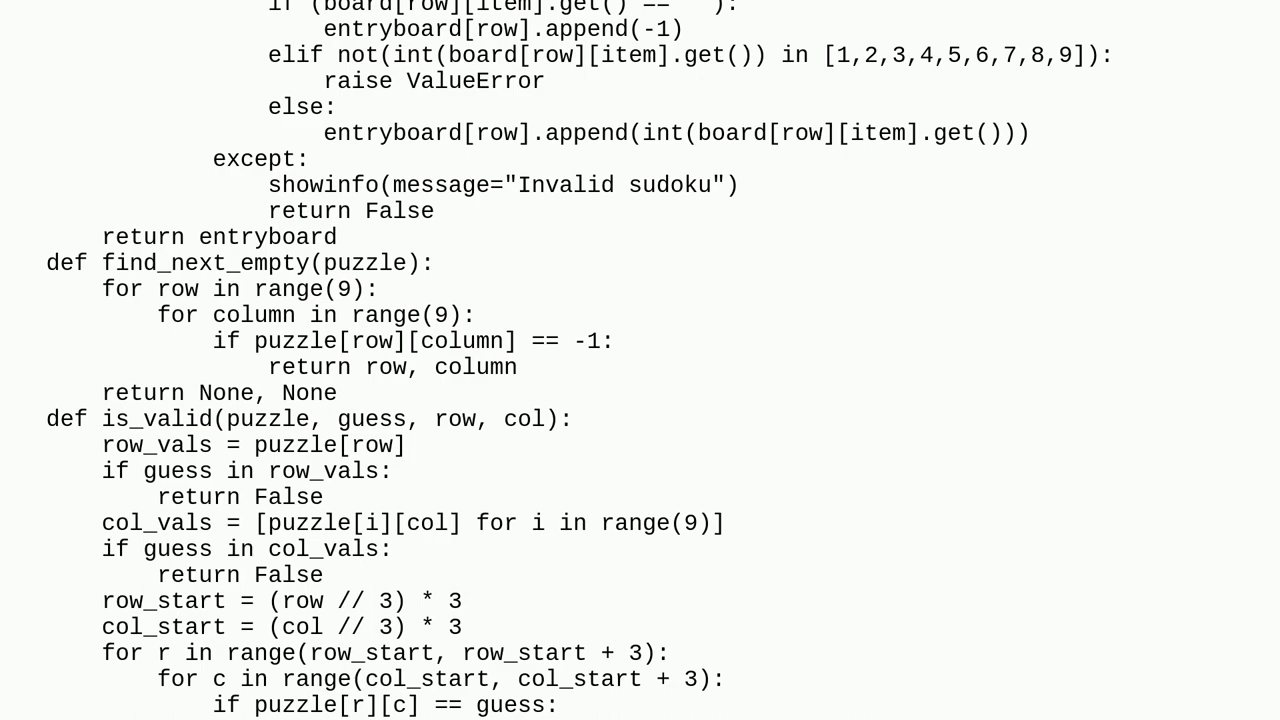 if (board[row][item].get() == ""):
entryboard[row].append(-1)
elif not(int(board[row][item].get()) in [1,2,3,4,5,6,7,8,9]):
raise ValueError
else:
entryboard[row].append(int(board[row][item].get()))
except:
showinfo(message="Invalid sudoku")
return False
return entryboard
def find_next_empty(puzzle):
for row in range(9):
for column in range(9):
if puzzle[row][column] == -1:
return row, column
return None, None
def is_valid(puzzle, guess, row, col):
row_vals = puzzle[row]
if guess in row_vals:
return False
col_vals = [puzzle[i][col] for i in range(9)]
if guess in col_vals:
return False
row_start = (row // 3) * 3
col_start = (col // 3) * 3
for r in range(row_start, row_start + 3):
for c in range(col_start, col_start + 3):
if puzzle[r][c] == guess: